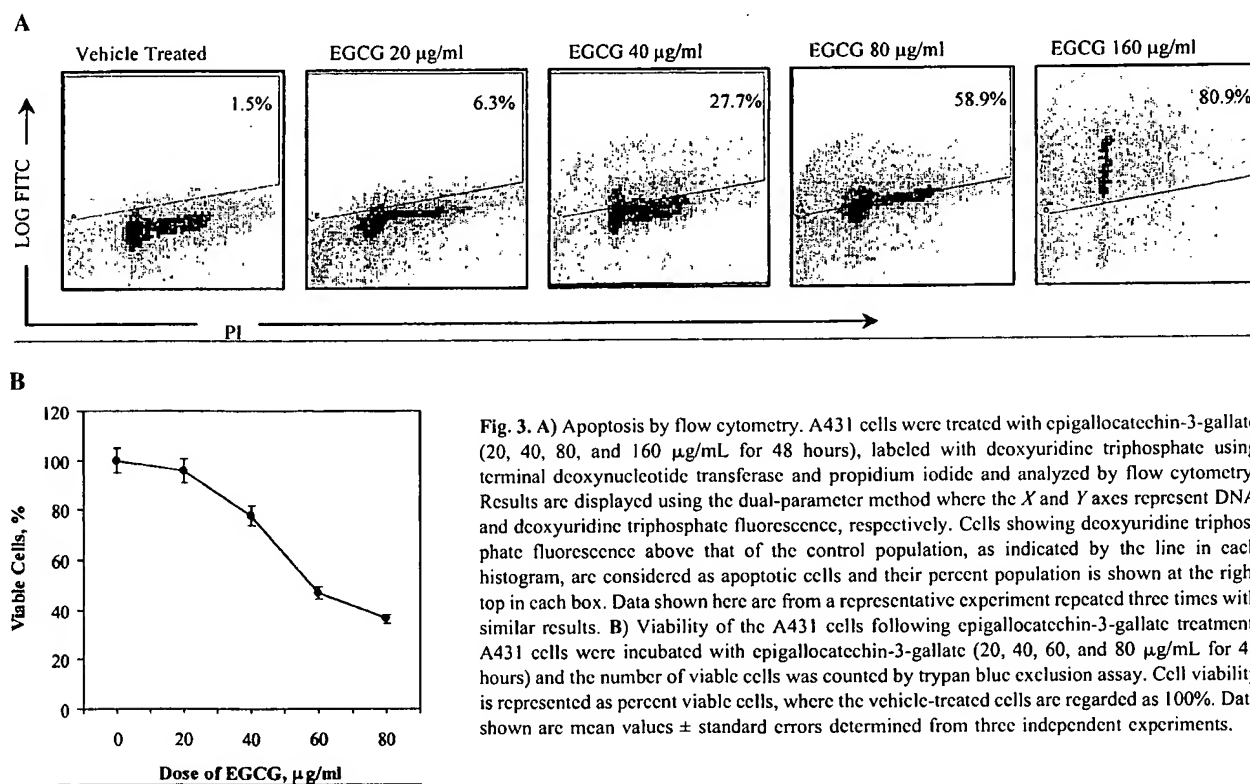 A
Vehicle Treated
EGCG 20 µg/ml
EGCG 40 µg/ml
EGCG 80 µg/ml
EGCG 160 µg/ml
1.5%
6.3%
27.7%
58.9%
80.9%
LOG FITC
PI
B
120
100
80
60
40
20
0
Viable Cells, %
0 20 40 60 80
Dose of EGCG, µg/ml
Fig. 3. A) Apoptosis by flow cytometry. A431 cells were treated with epigallocatechin-3-gallate
(20, 40, 80, and 160 µg/mL for 48 hours), labeled with deoxyuridine triphosphate using
terminal deoxynucleotide transferase and propidium iodide and analyzed by flow cytometry
Results are displayed using the dual-parameter method where the X and Y axes represent DNA
and deoxyuridine triphosphate fluorescence, respectively. Cells showing deoxyuridine triphos
phate fluorescence above that of the control population, as indicated by the line in each
histogram, are considered as apoptotic cells and their percent population is shown at the righ
top in each box. Data shown here are from a representative experiment repeated three times with
similar results. B) Viability of the A431 cells following epigallocatechin-3-gallate treatment
A431 cells were incubated with epigallocatechin-3-gallate (20, 40, 60, and 80 µg/mL for 4
hours) and the number of viable cells was counted by trypan blue exclusion assay. Cell viability
is represented as percent viable cells, where the vehicle-treated cells are regarded as 100%. Dat
shown are mean values ± standard errors determined from three independent experiments.